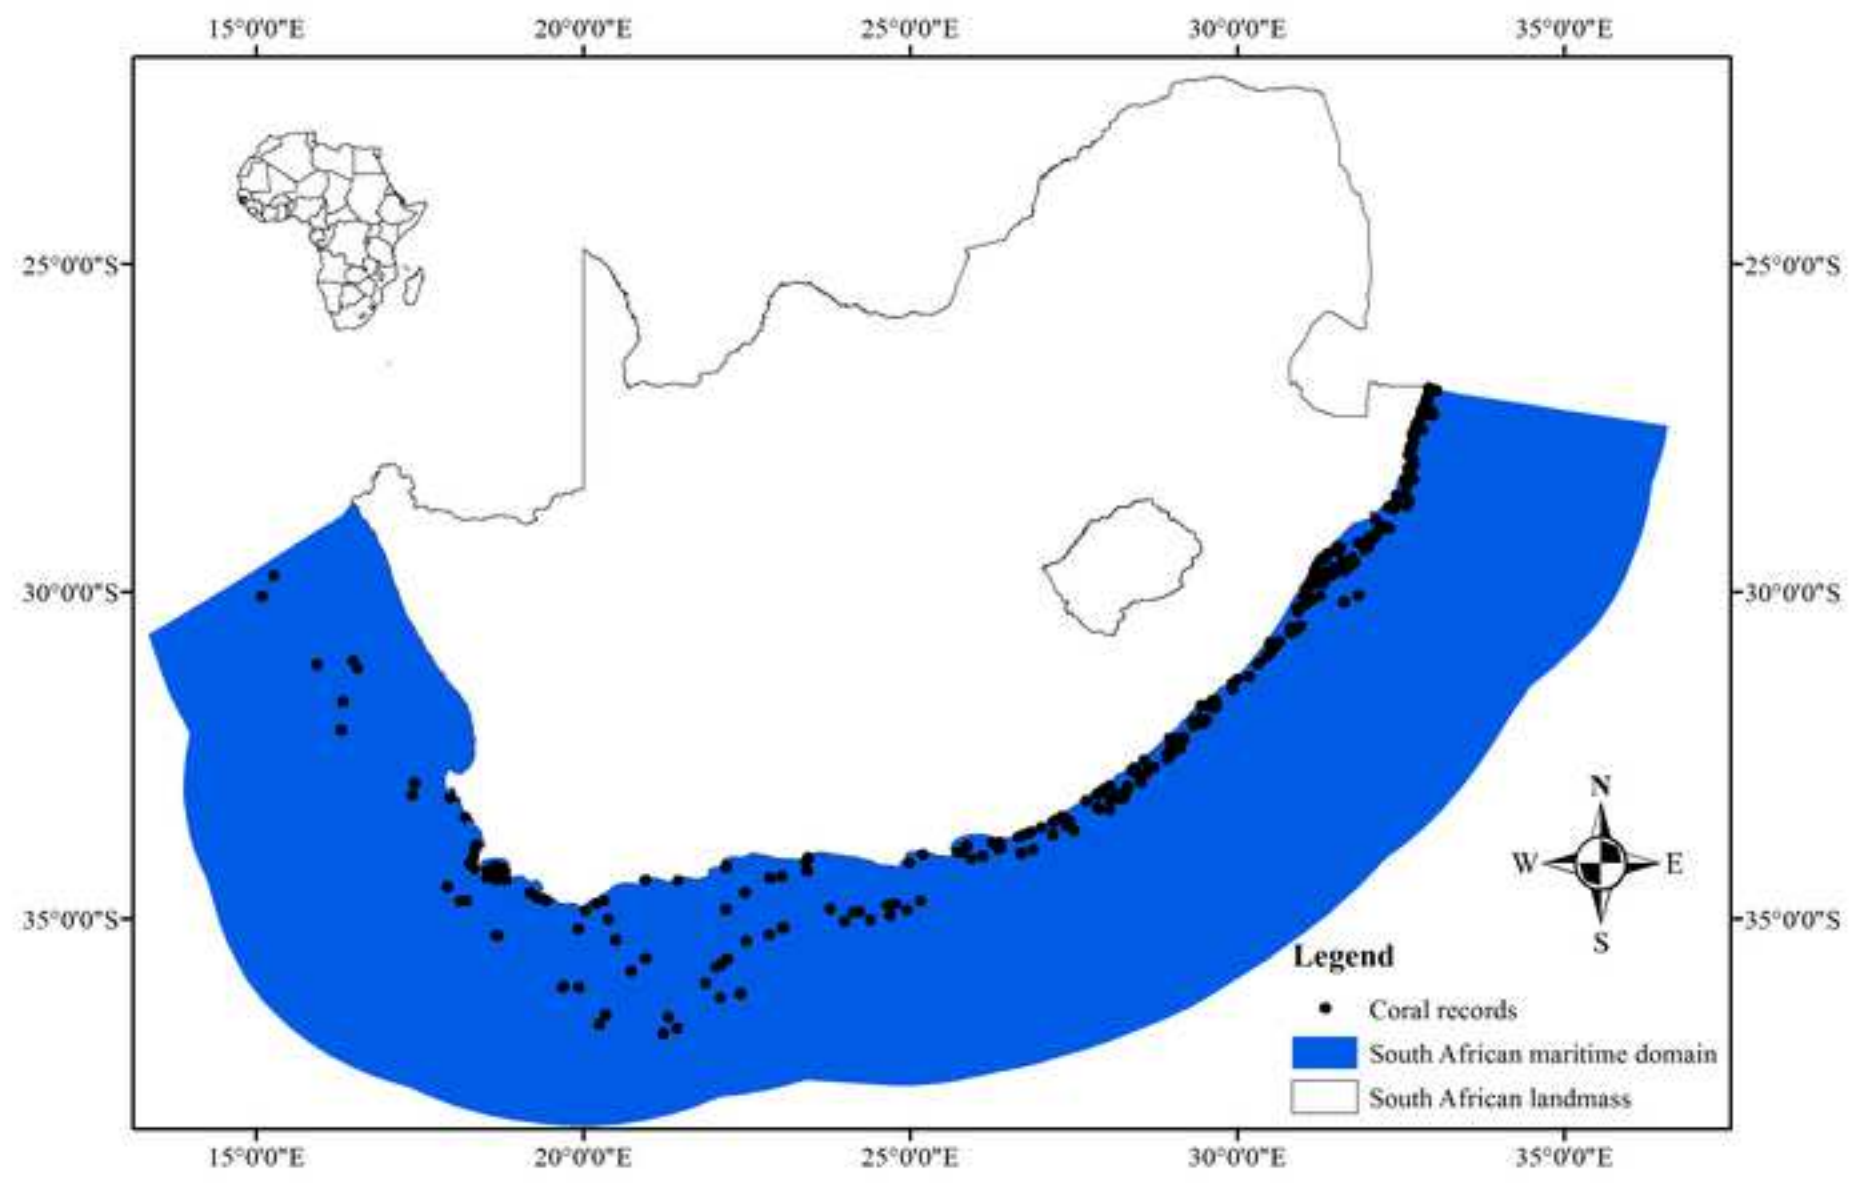 15°0'0"E 20°0'0"E 25°0'0"E 30°0'0"E 35°0'0"E
25°0'0"S 25°0'0"S
30°0'0"S 30°0'0"S
N
W E
35°0'0"S 35°0'0"S
S
Legend
Coral records
South African maritime domain
South African landmass
15°0'0"E 20°0'0"E 25°0'0"E 30°0'0"E 35°0'0"E